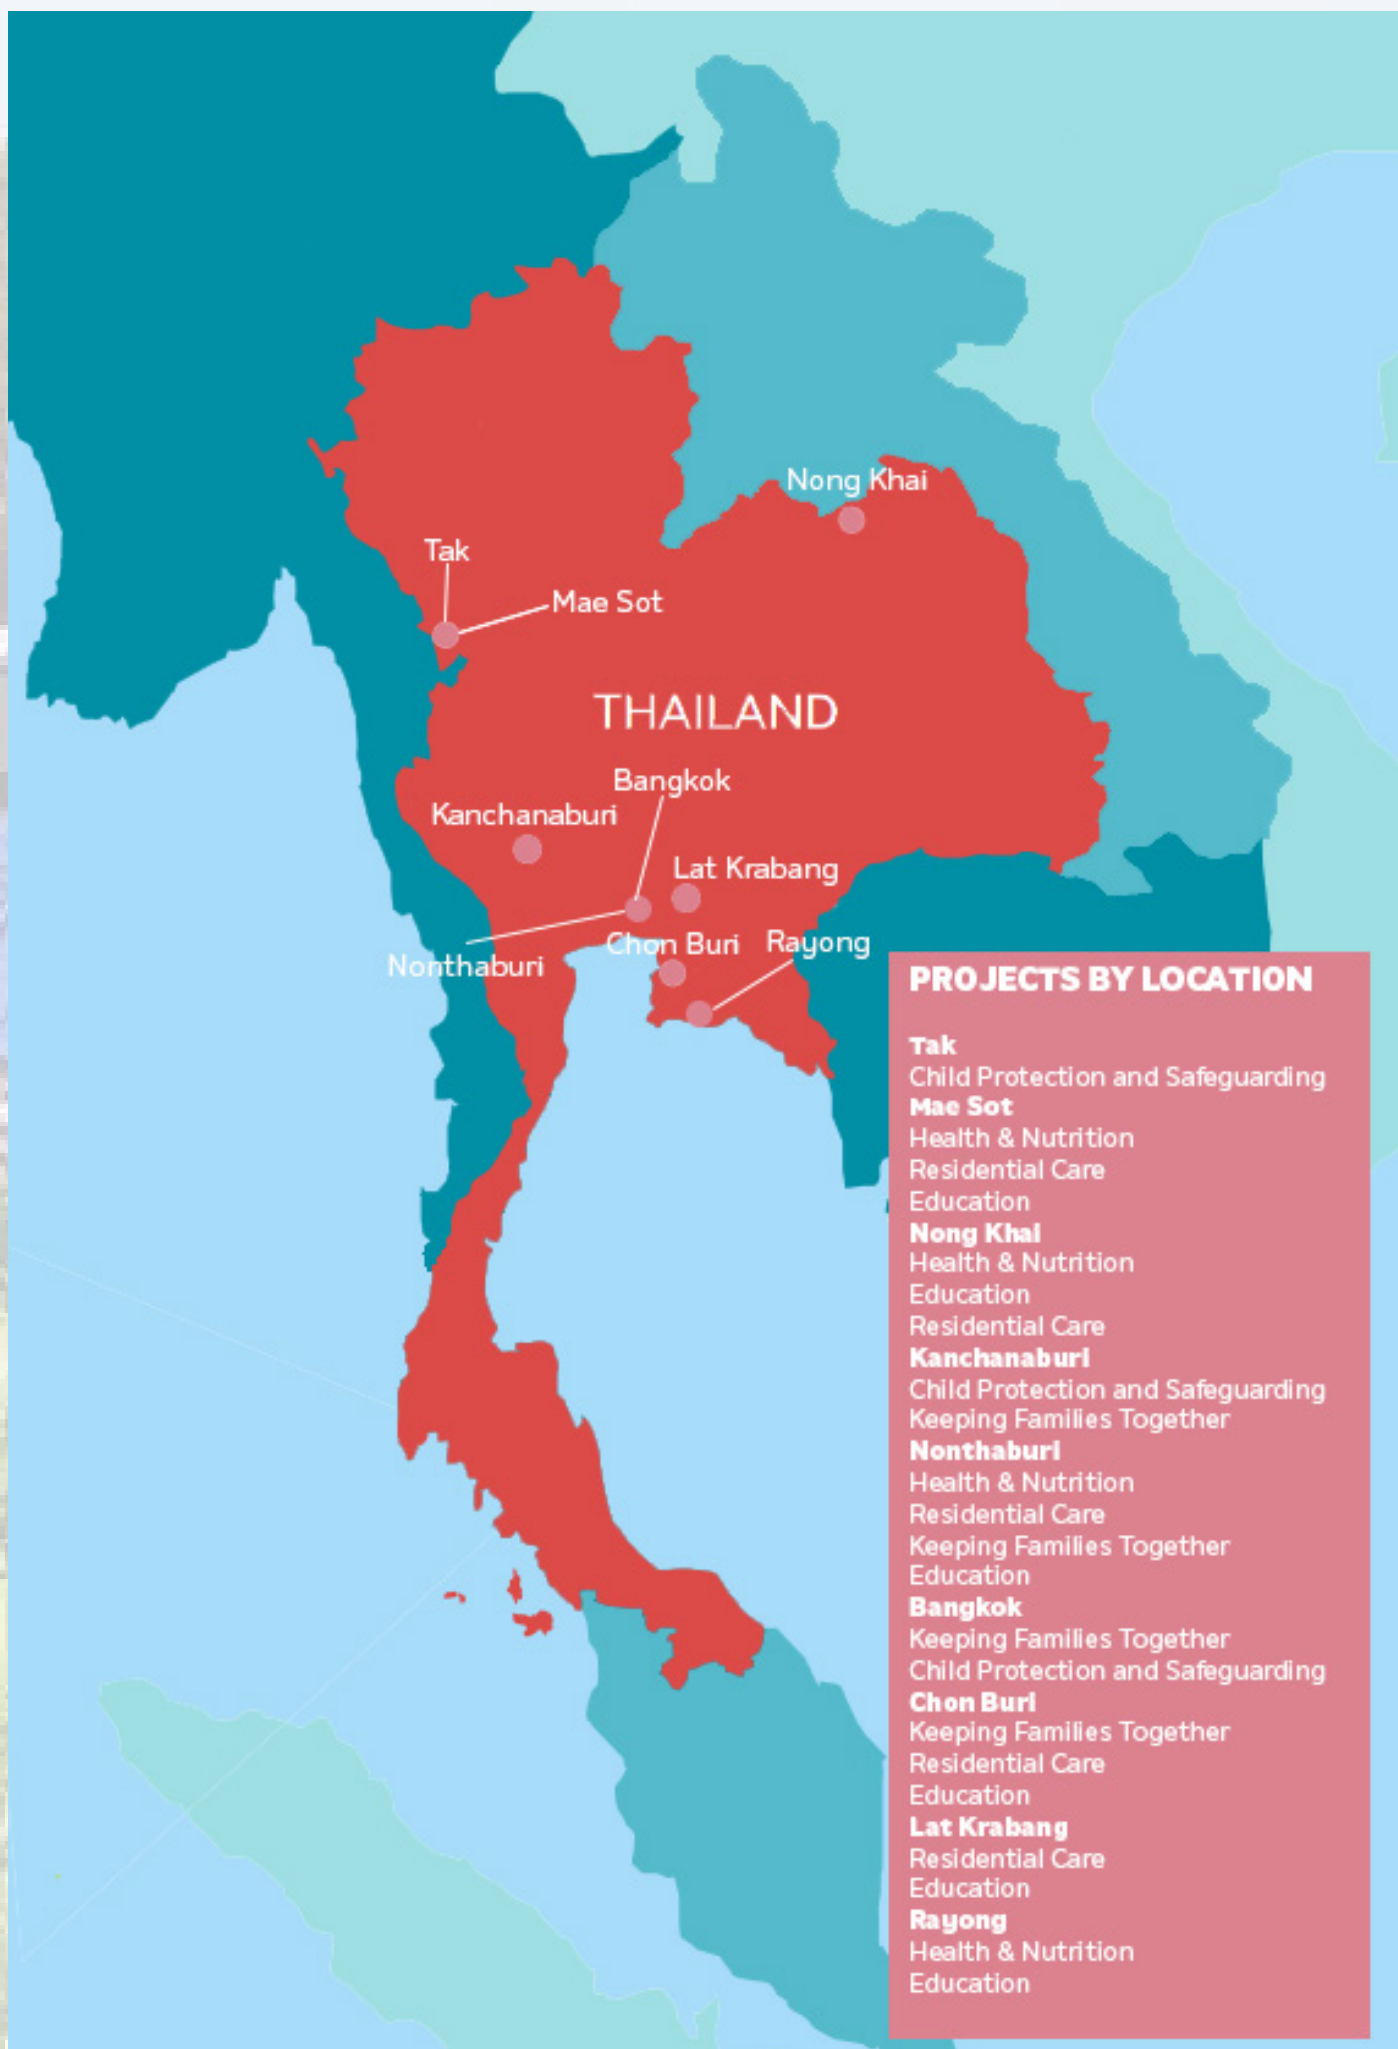 Nong Khai
Tak
Mae Sot
THAILAND
Bangkok
Kanchanaburi
Lat Krabang
Chon Buri
Rayong
Nonthaburi
PROJECTS BY LOCATION
Tak
Child Protection and Safeguarding
Mae Sot
Health & Nutrition
Residential Care
Education
Nong Khai
Health & Nutrition
Education
Residential Care
Kanchanaburi
Child Protection and Safeguarding
Keeping Families Together
Nonthaburi
Health & Nutrition
Residential Care
Keeping Families Together
Education
Bangkok
Keeping Families Together
Child Protection and Safeguarding
Chon Buri
Keeping Families Together
Residential Care
Education
Lat Krabang
Residential Care
Education
Rayong
Health & Nutrition
Education